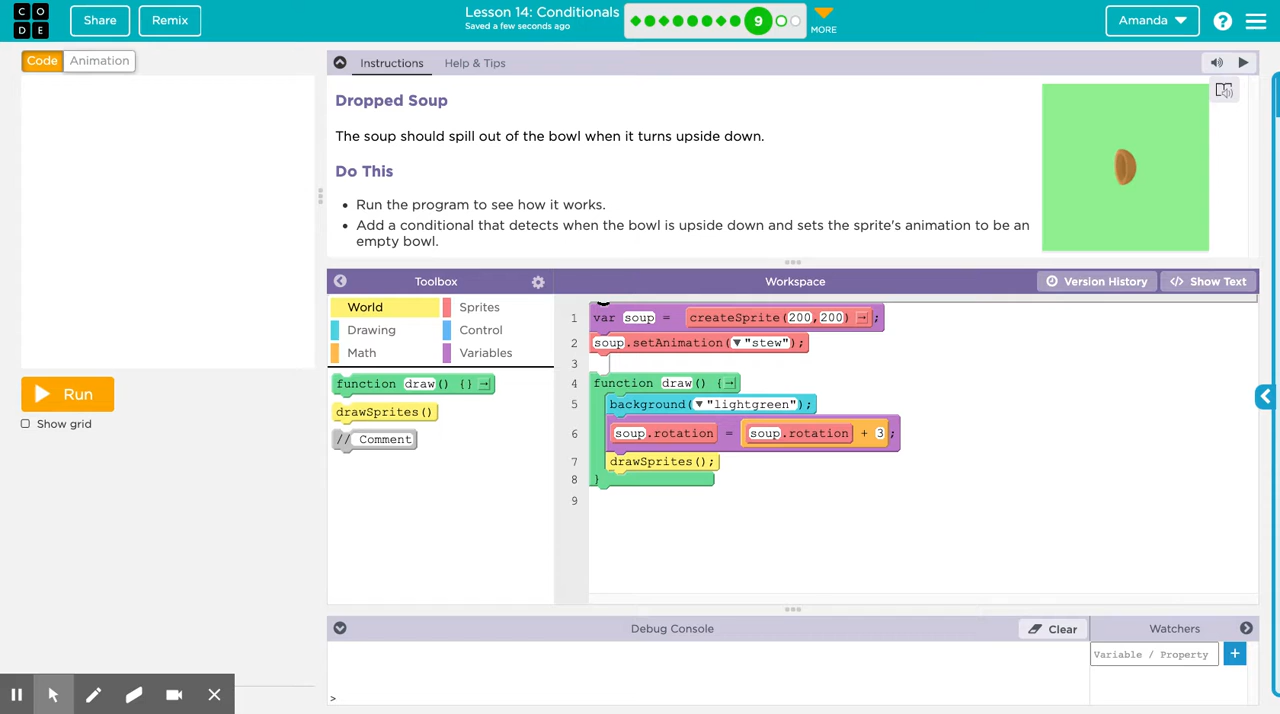 C O
D E
Share
Remix
Lesson 14: Conditionals
Saved a few seconds ago
9
MORE
Amanda
?
Code
Animation
Instructions
Help & Tips
Dropped Soup
The soup should spill out of the bowl when it turns upside down.
Do This
Run the program to see how it works.
Add a conditional that detects when the bowl is upside down and sets the sprite's animation to be an
empty bowl.
Run
Show grid
Toolbox
Workspace
Version History
</> Show Text
World
Sprites
Drawing
Control
Math
Variables
function draw() {}
drawSprites()
// Comment
1 var soup = createSprite(200,200);
2 soup.setAnimation("stew");
3
4 function draw() {
5 background("lightgreen");
6 soup.rotation = soup.rotation + 3;
7 drawSprites();
8 }
9
Debug Console
Clear
Watchers
Variable / Property
+
>